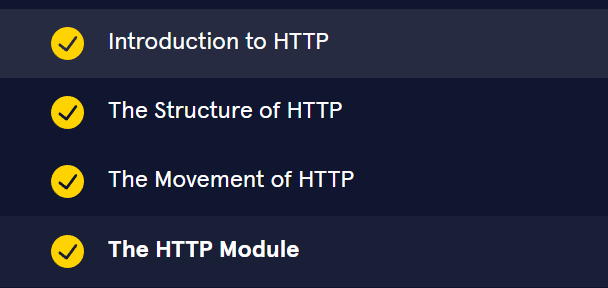 Introduction to HTTP
The Structure of HTTP
The Movement of HTTP
The HTTP Module